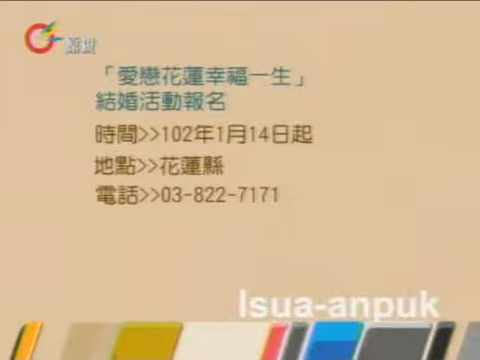 原視
「愛戀花蓮幸福一生」
結婚活動報名
時間>>102年1月14日起
地點>>花蓮縣
電話>>03-822-7171
Isua-anpuk